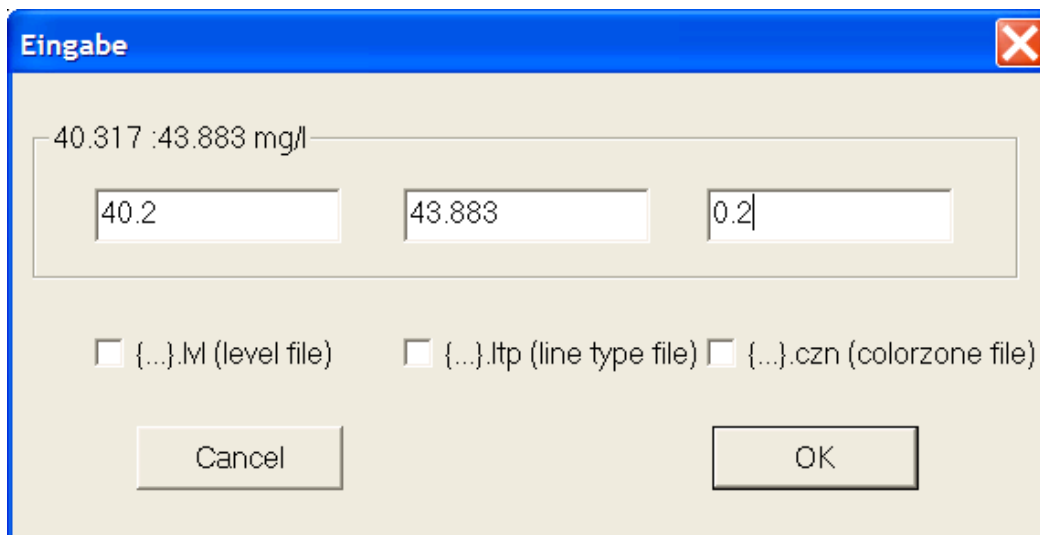 Eingabe
40.317 :43.883 mg/l
40.2 43.883 0.2
{...}.lvl (level file) {...}.ltp (line type file) {...}.czn (colorzone file)
Cancel OK